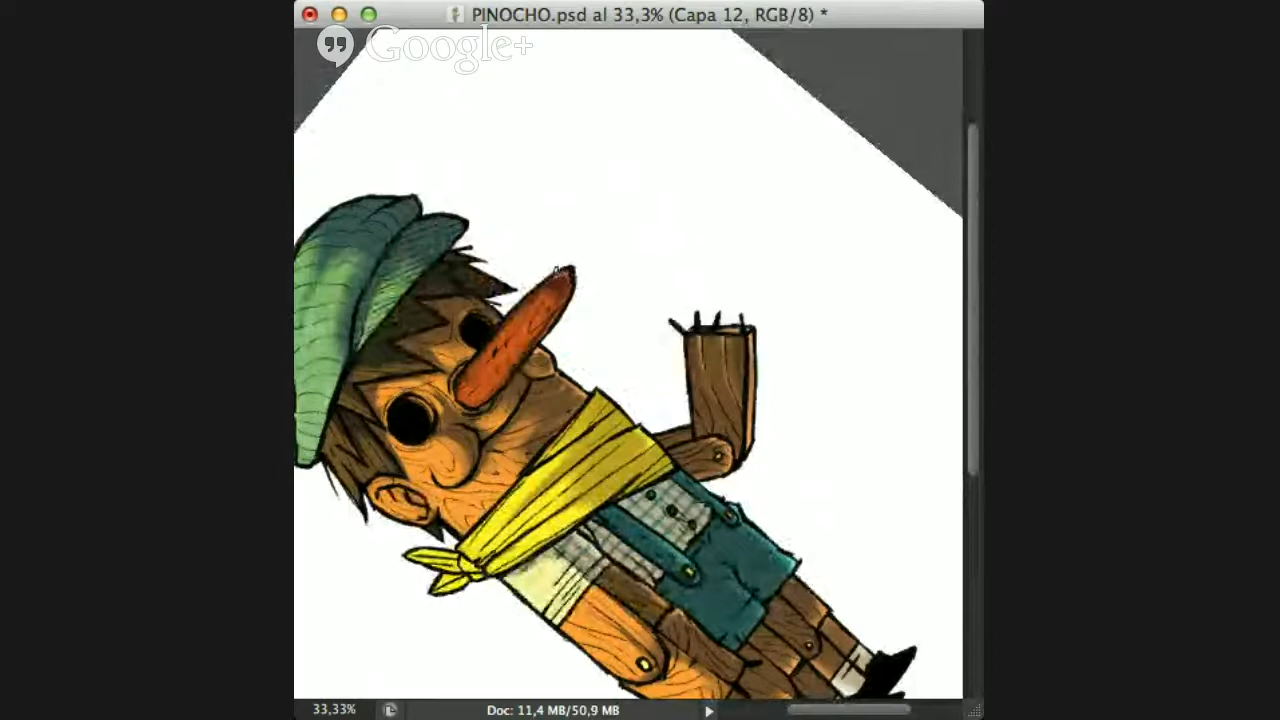 PINOCHO.psd al 33,3% (Capa 12, RGB/8) *
Google+
33,33%
Doc: 11,4 MB/50,9 MB